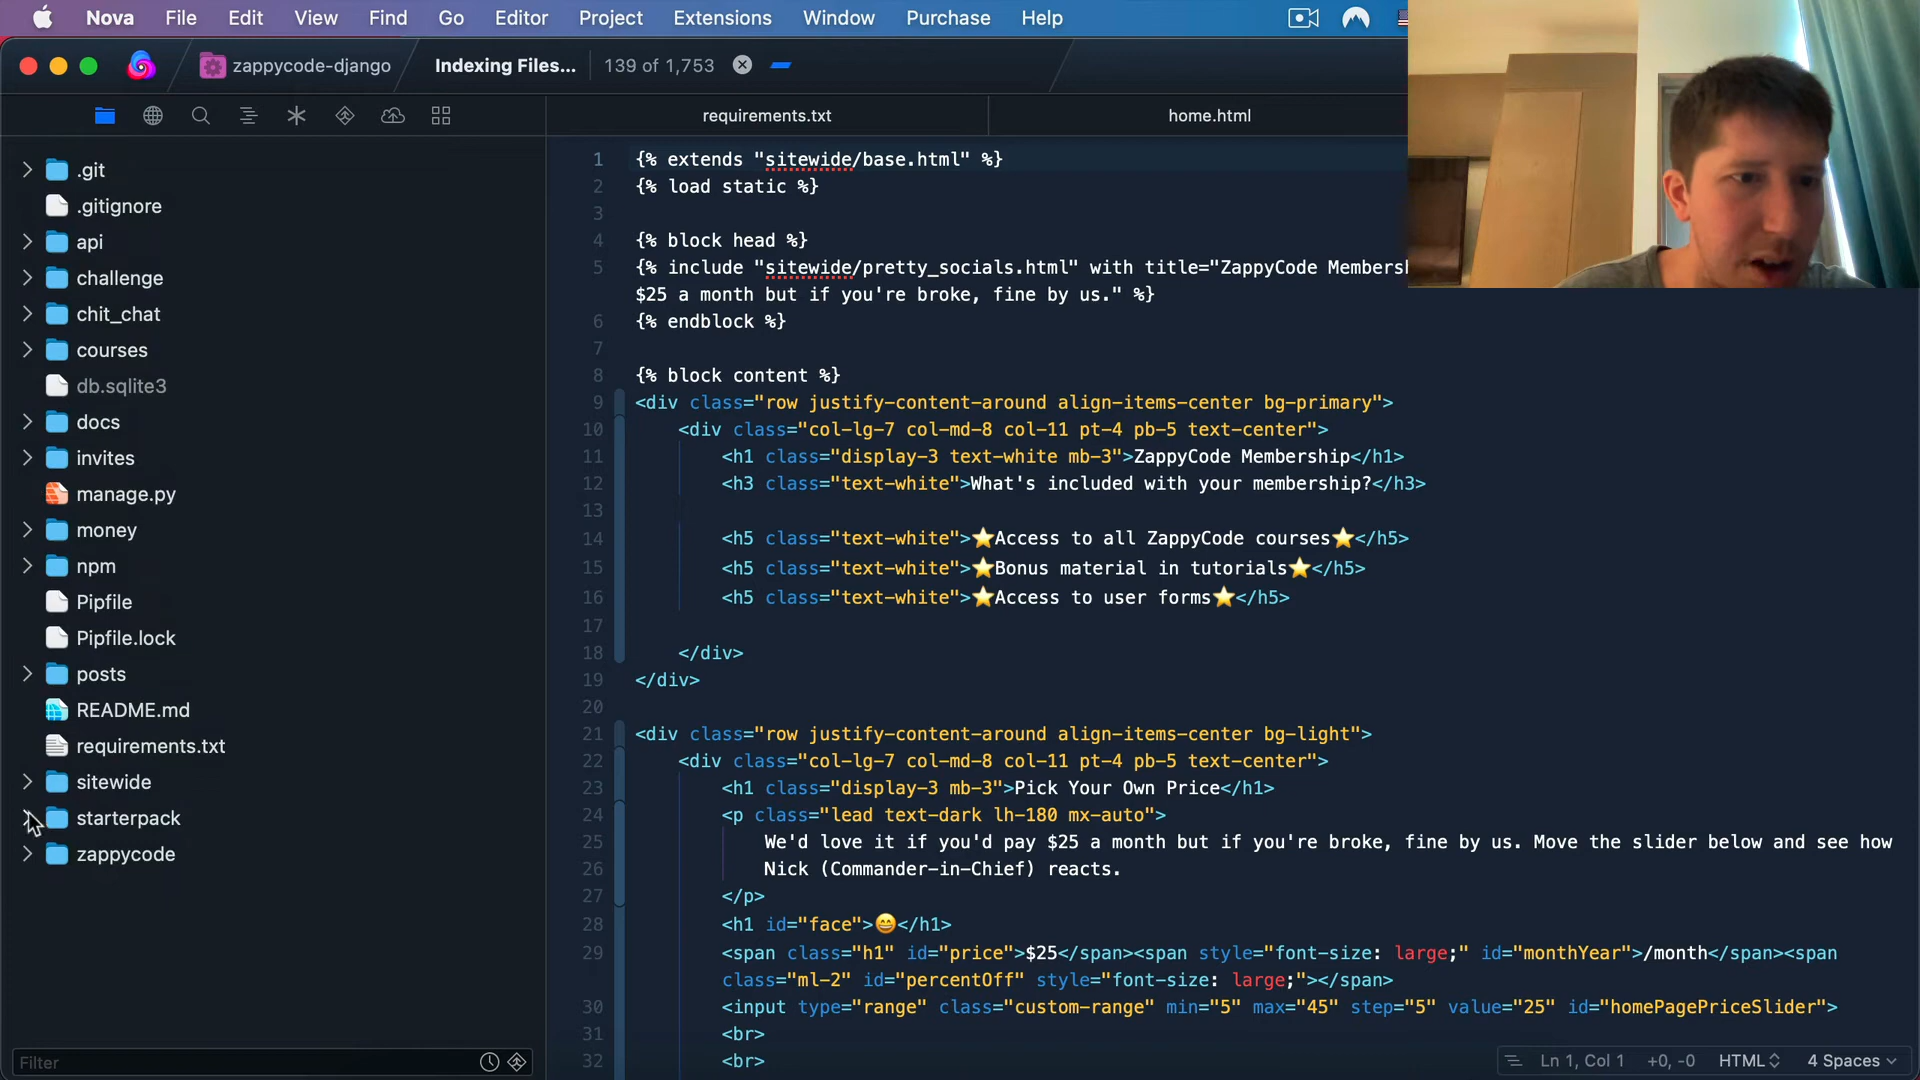 Nova File Edit View Find Go Editor Project Extensions Window Purchase Help
zappycode-django Indexing Files... 139 of 1,753
requirements.txt home.html
.git
.gitignore
api
challenge
chit_chat
courses
db.sqlite3
docs
invites
manage.py
money
npm
Pipfile
Pipfile.lock
posts
README.md
requirements.txt
sitewide
starterpack
zappycode
Filter
1 {% extends "sitewide/base.html" %}
2 {% load static %}
3
4 {% block head %}
5 {% include "sitewide/pretty_socials.html" with title="ZappyCode
$25 a month but if you're broke, fine by us." %}
6 {% endblock %}
7
8 {% block content %}
9 <div class="row justify-content-around align-items-center bg-primary">
10 <div class="col-lg-7 col-md-8 col-11 pt-4 pb-5 text-center">
11 <h1 class="display-3 text-white mb-3">ZappyCode Membership</h1>
12 <h3 class="text-white">What's included with your membership?</h3>
13
14 <h5 class="text-white">⭐Access to all ZappyCode courses⭐</h5>
15 <h5 class="text-white">⭐Bonus material in tutorials⭐</h5>
16 <h5 class="text-white">⭐Access to user forms⭐</h5>
17
18 </div>
19 </div>
20
21 <div class="row justify-content-around align-items-center bg-light">
22 <div class="col-lg-7 col-md-8 col-11 pt-4 pb-5 text-center">
23 <h1 class="display-3 mb-3">Pick Your Own Price</h1>
24 <p class="lead text-dark lh-180 mx-auto">
25 We'd love it if you'd pay $25 a month but if you're broke, fine by us. Move the slider below and see how
26 Nick (Commander-in-Chief) reacts.
27 </p>
28 <h1 id="face">😄</h1>
29 <span class="h1" id="price">$25</span><span style="font-size: large;" id="monthYear">/month</span><span
class="ml-2" id="percentOff" style="font-size: large;"></span>
30 <input type="range" class="custom-range" min="5" max="45" step="5" value="25" id="homePagePriceSlider">
31 <br>
32 <br>
Ln 1, Col 1 +0, -0 HTML 4 Spaces